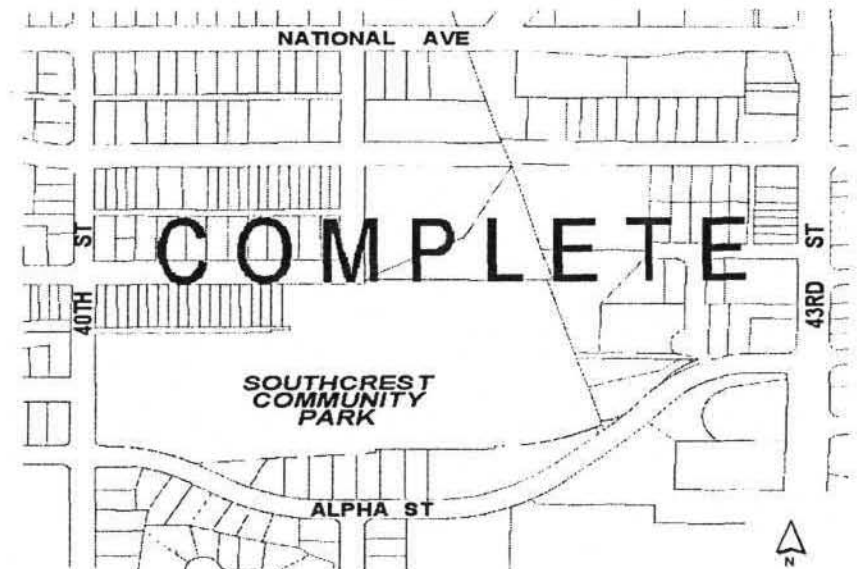 NATIONAL AVE
COMPLETE
40TH ST
43RD ST
SOUTHCREST
COMMUNITY
PARK
ALPHA ST
N